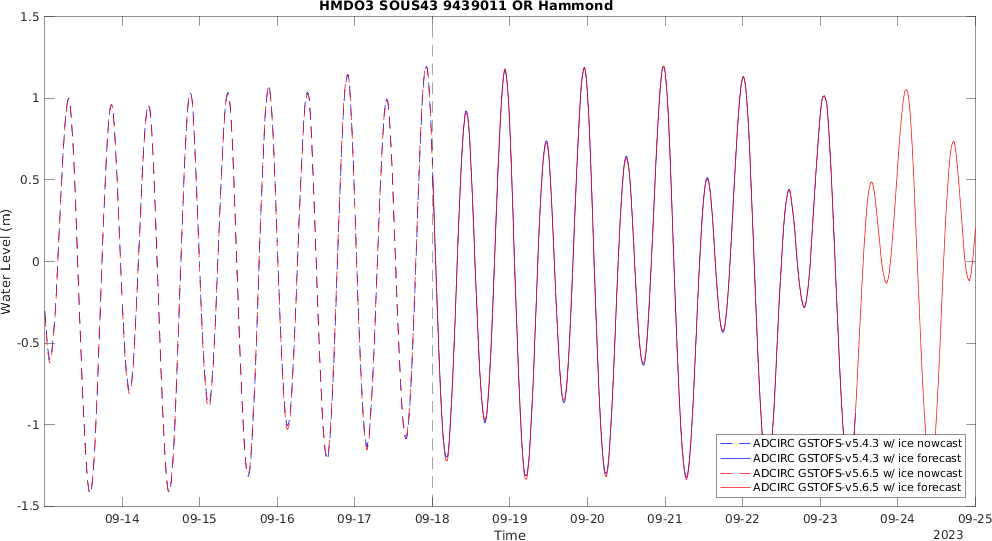 HMDO3 SOUS43 9439011 OR Hammond
1.5
1
0.5
0
-0.5
-1
-1.5
Water Level (m)
ADCIRC GSTOFS-v5.4.3 w/ ice nowcast
ADCIRC GSTOFS-v5.4.3 w/ ice forecast
ADCIRC GSTOFS-v5.6.5 w/ ice nowcast
ADCIRC GSTOFS-v5.6.5 w/ ice forecast
09-14 09-15 09-16 09-17 09-18 09-19 09-20 09-21 09-22 09-23 09-24 09-25
Time
2023